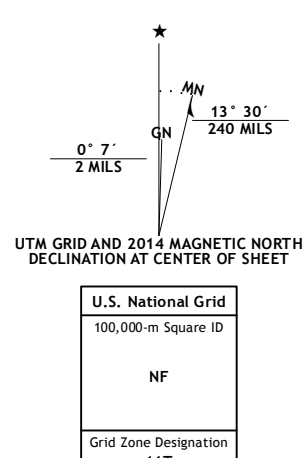 ★
MN
GN
13° 30´
240 MILS
0° 7´
2 MILS
UTM GRID AND 2014 MAGNETIC NORTH
DECLINATION AT CENTER OF SHEET
U.S. National Grid
100,000-m Square ID
NF
Grid Zone Designation